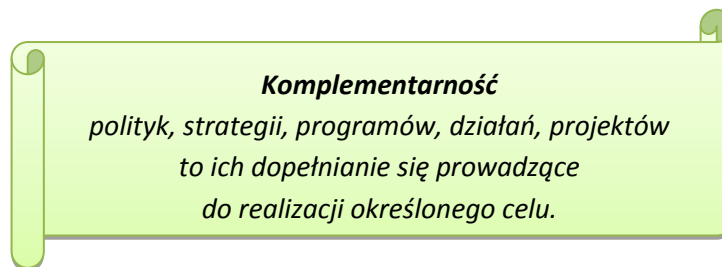 Komplementarność
polityk, strategii, programów, działań, projektów
to ich dopełnianie się prowadzące
do realizacji określonego celu.